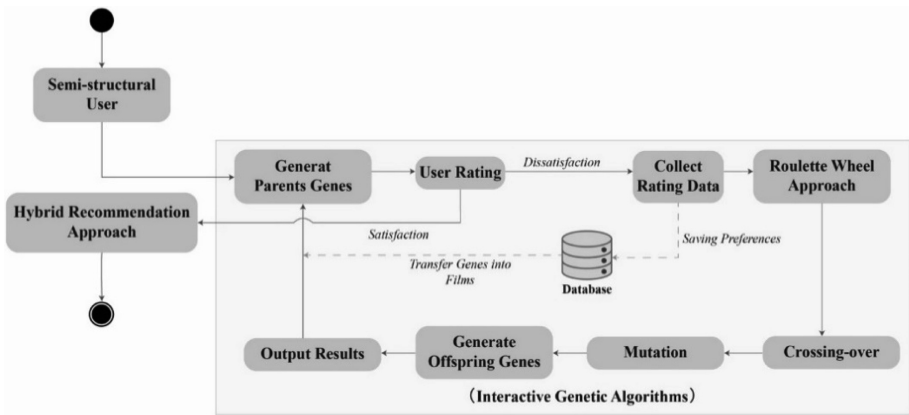 Semi-structural
User
Generat
Parents Genes
User Rating
Dissatisfaction
Collect
Rating Data
Roulette Wheel
Approach
Hybrid Recommendation
Approach
Satisfaction
Saving Preferences
Transfer Genes into
Films
Database
Output Results
Generate
Offspring Genes
Mutation
Crossing-over
(Interactive Genetic Algorithms)